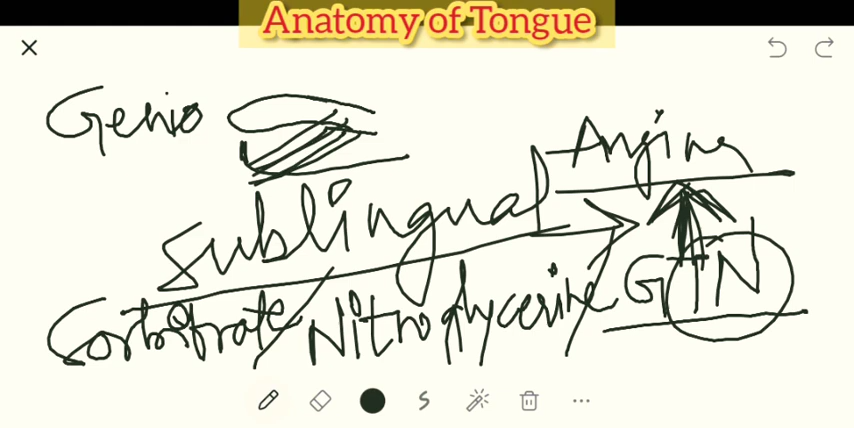 Anatomy of Tongue
Genio
Angina
Sublingual
Sorbitrate/Nitroglycerine/GTN